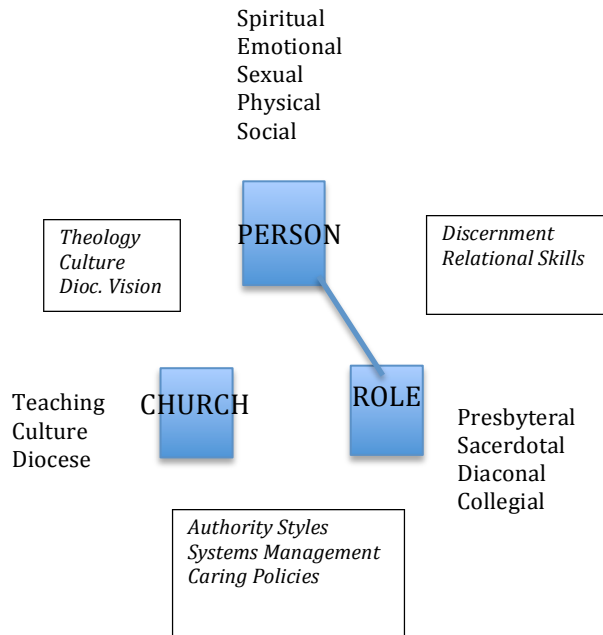 Spiritual
Emotional
Sexual
Physical
Social
PERSON
Theology
Culture
Dioc. Vision
Discernment
Relational Skills
CHURCH
ROLE
Teaching
Culture
Diocese
Presbyteral
Sacerdotal
Diaconal
Collegial
Authority Styles
Systems Management
Caring Policies